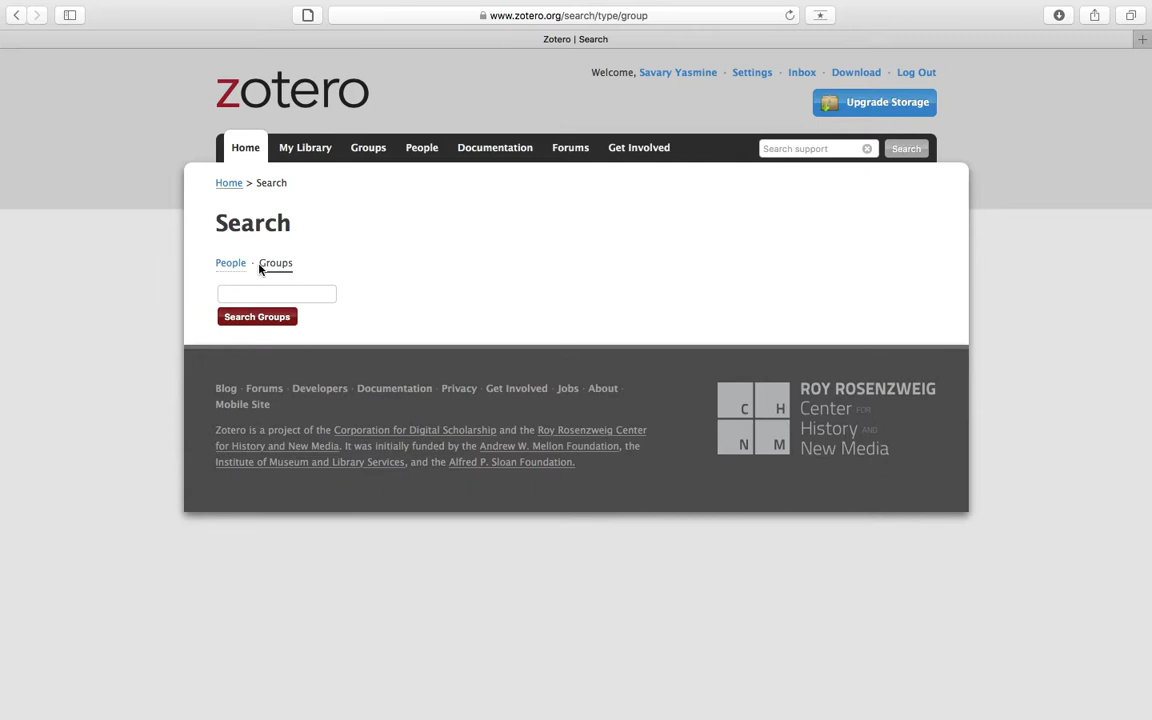 www.zotero.org/search/type/group
Zotero | Search
zotero
Welcome, Savary Yasmine · Settings · Inbox · Download · Log Out
Upgrade Storage
Home My Library Groups People Documentation Forums Get Involved
Search support Search
Home > Search
Search
People · Groups
Search Groups
Blog · Forums · Developers · Documentation · Privacy · Get Involved · Jobs · About ·
Mobile Site
Zotero is a project of the Corporation for Digital Scholarship and the Roy Rosenzweig Center
for History and New Media. It was initially funded by the Andrew W. Mellon Foundation, the
Institute of Museum and Library Services, and the Alfred P. Sloan Foundation.
C H
N M
ROY ROSENZWEIG
Center FOR
History AND
New Media